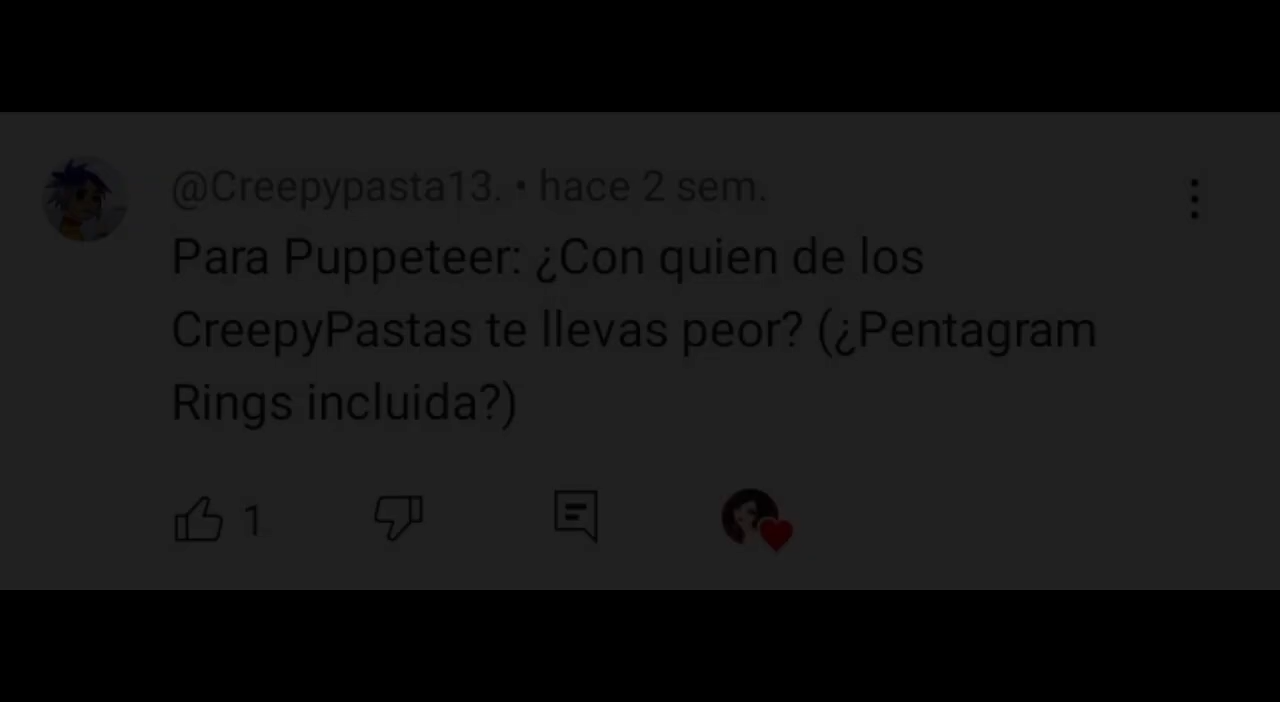 @Creepypasta13. • hace 2 sem.
Para Puppeteer: ¿Con quien de los
CreepyPastas te llevas peor? (¿Pentagram
Rings incluida?)
1